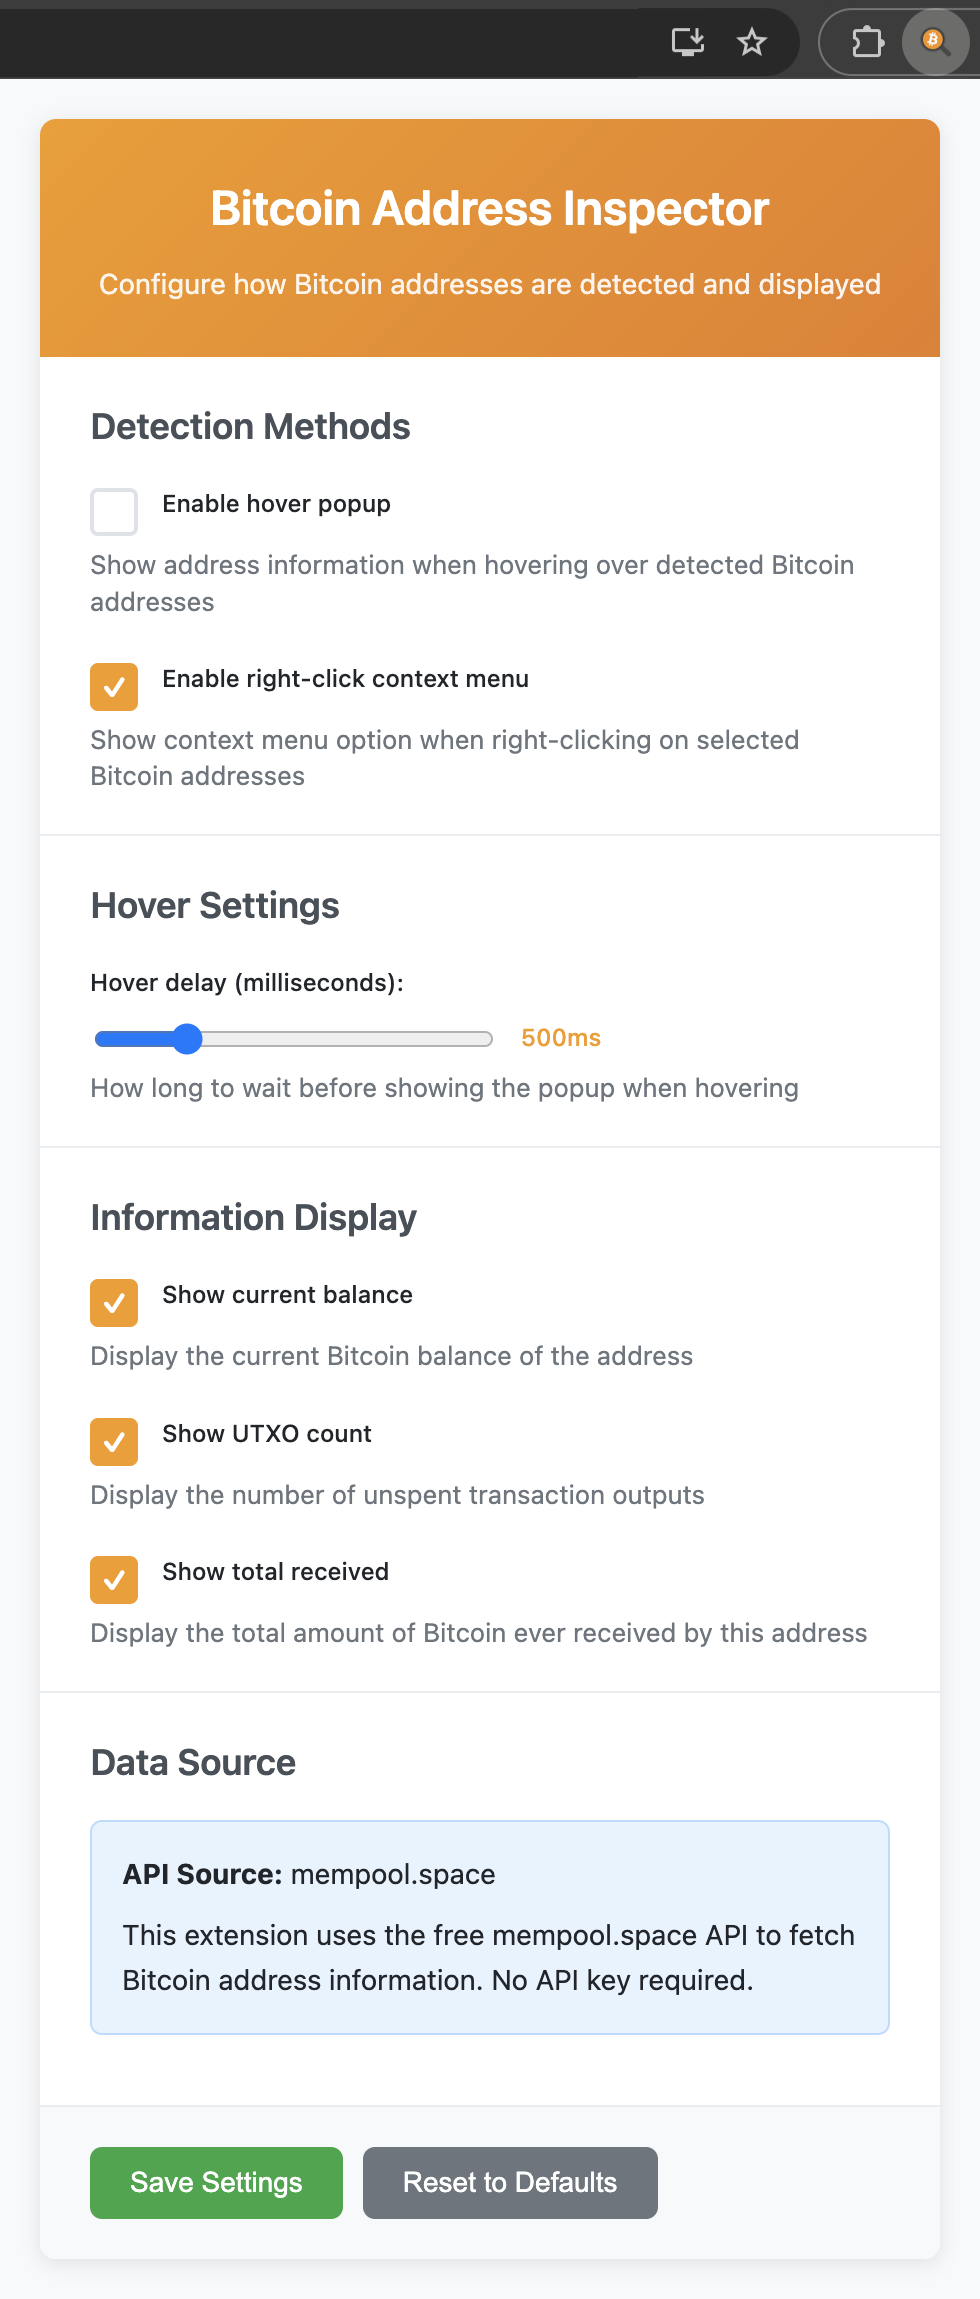 Bitcoin Address Inspector
Configure how Bitcoin addresses are detected and displayed
Detection Methods
Enable hover popup
Show address information when hovering over detected Bitcoin
addresses
Enable right-click context menu
Show context menu option when right-clicking on selected
Bitcoin addresses
Hover Settings
Hover delay (milliseconds):
500ms
How long to wait before showing the popup when hovering
Information Display
Show current balance
Display the current Bitcoin balance of the address
Show UTXO count
Display the number of unspent transaction outputs
Show total received
Display the total amount of Bitcoin ever received by this address
Data Source
API Source: mempool.space
This extension uses the free mempool.space API to fetch
Bitcoin address information. No API key required.
Save Settings
Reset to Defaults